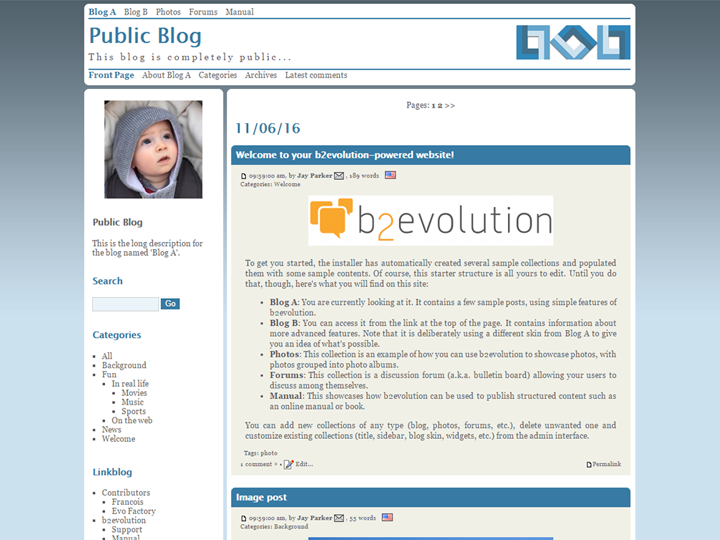 Blog A Blog B Photos Forums Manual
Public Blog
This blog is completely public...
Front Page About Blog A Categories Archives Latest comments
Public Blog
This is the long description for
the blog named 'Blog A'.
Search
Go
Categories
All
Background
Fun
In real life
Movies
Music
Sports
On the web
News
Welcome
Linkblog
Contributors
Francois
Evo Factory
b2evolution
Support
Manual
Pages: 1 2 >>
11/06/16
Welcome to your b2evolution-powered website!
09:59:00 am, by Jay Parker , 189 words
Categories: Welcome
b2evolution
To get you started, the installer has automatically created several sample collections and populated
them with some sample contents. Of course, this starter structure is all yours to edit. Until you do
that, though, here's what you will find on this site:
Blog A: You are currently looking at it. It contains a few sample posts, using simple features of
b2evolution.
Blog B: You can access it from the link at the top of the page. It contains information about
more advanced features. Note that it is deliberately using a different skin from Blog A to give
you an idea of what's possible.
Photos: This collection is an example of how you can use b2evolution to showcase photos, with
photos grouped into photo albums.
Forums: This collection is a discussion forum (a.k.a. bulletin board) allowing your users to
discuss among themselves.
Manual: This showcases how b2evolution can be used to publish structured content such as
an online manual or book.
You can add new collections of any type (blog, photos, forums, etc.), delete unwanted one and
customize existing collections (title, sidebar, blog skin, widgets, etc.) from the admin interface.
Tags: photo
1 comment » • Edit... Permalink
Image post
09:59:00 am, by Jay Parker , 53 words
Categories: Background